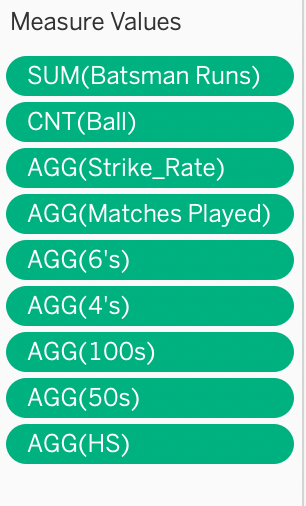 Measure Values
SUM(Batsman Runs)
CNT(Ball)
AGG(Strike_Rate)
AGG(Matches Played)
AGG(6's)
AGG(4's)
AGG(100s)
AGG(50s)
AGG(HS)